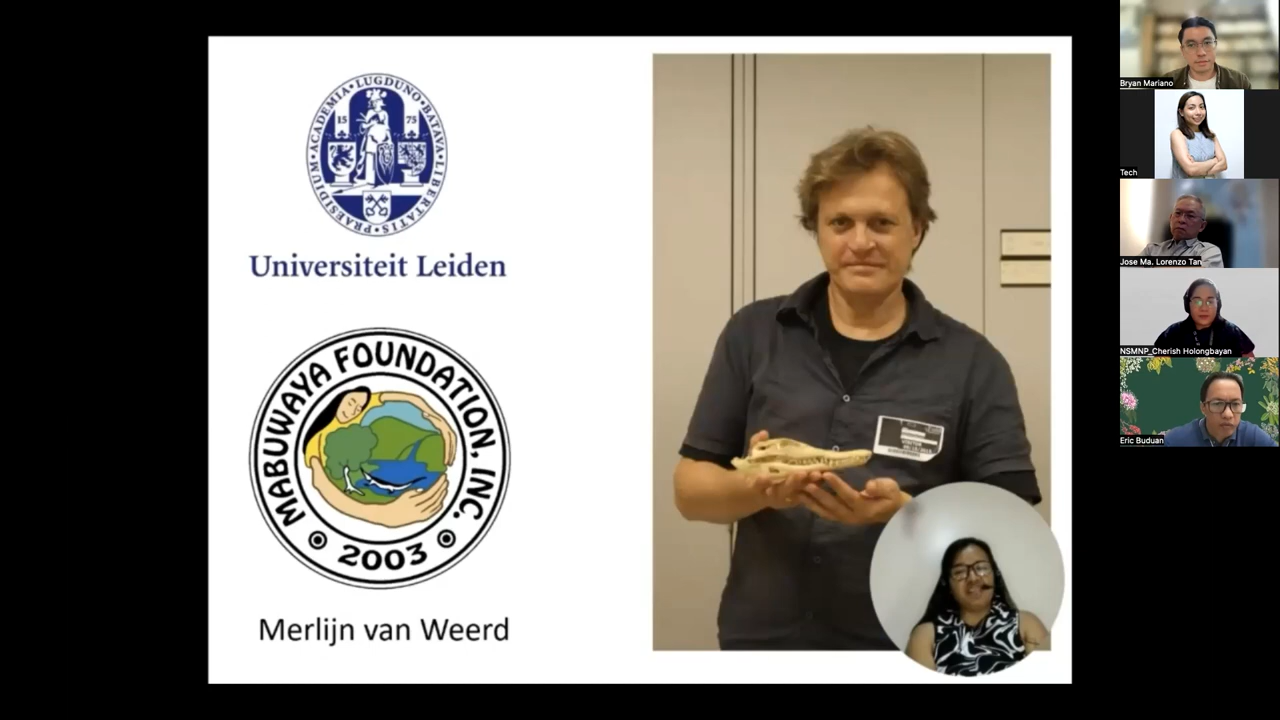 ACADEMIA·LUGDUNO·BATAVA·LIBERTATIS·PRAESIDIUM·
15 75
Universiteit Leiden
MABUWAYA FOUNDATION, INC.
2003
Merlijn van Weerd
VISITOR
Bryan Mariano
Tech
Jose Ma. Lorenzo Tan
NSMNP_Cherish Holongbayan
Eric Buduan